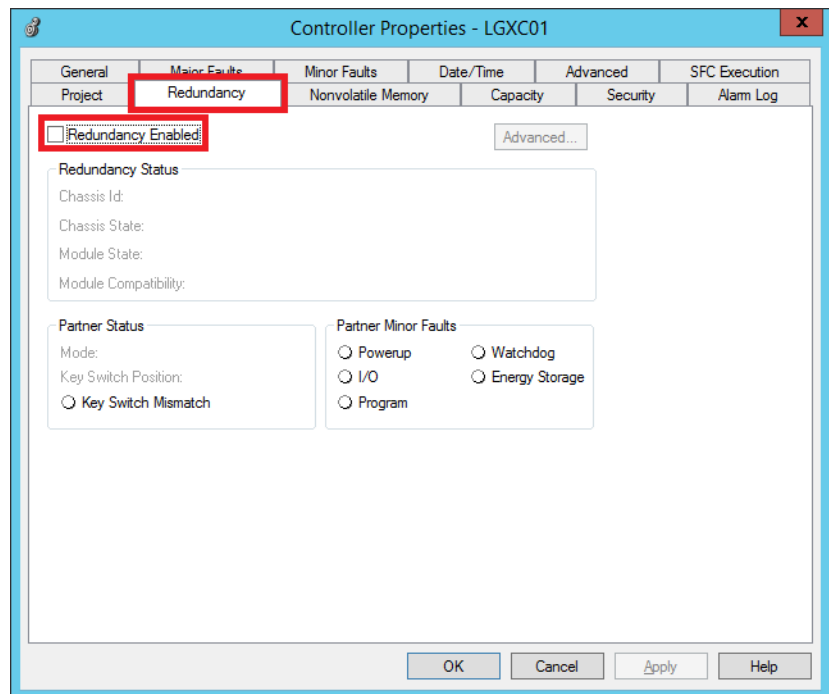 Controller Properties - LGXC01
x
General Major Faults Minor Faults Date/Time Advanced SFC Execution
Project Redundancy Nonvolatile Memory Capacity Security Alarm Log
Redundancy Enabled Advanced...
Redundancy Status
Chassis Id:
Chassis State:
Module State:
Module Compatibility:
Partner Status Partner Minor Faults
Mode: Powerup Watchdog
Key Switch Position: I/O Energy Storage
Key Switch Mismatch Program
OK Cancel Apply Help